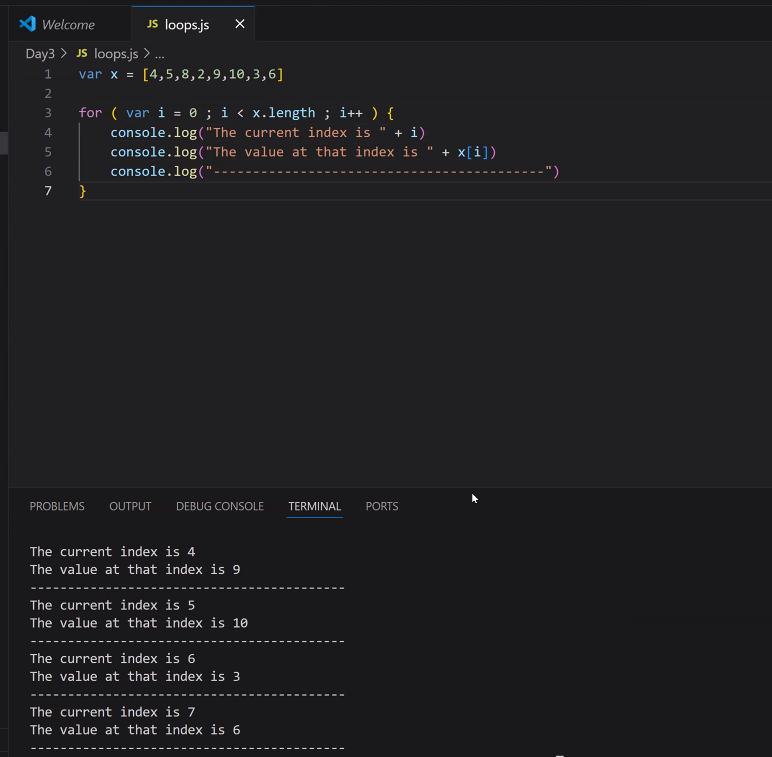 Welcome JS loops.js ×
Day3 > JS loops.js > ...
1 var x = [4,5,8,2,9,10,3,6]
2
3 for ( var i = 0 ; i < x.length ; i++ ) {
4 console.log("The current index is " + i)
5 console.log("The value at that index is " + x[i])
6 console.log("------------------------------------------")
7 }
PROBLEMS OUTPUT DEBUG CONSOLE TERMINAL PORTS
The current index is 4
The value at that index is 9
------------------------------------------
The current index is 5
The value at that index is 10
------------------------------------------
The current index is 6
The value at that index is 3
------------------------------------------
The current index is 7
The value at that index is 6
------------------------------------------